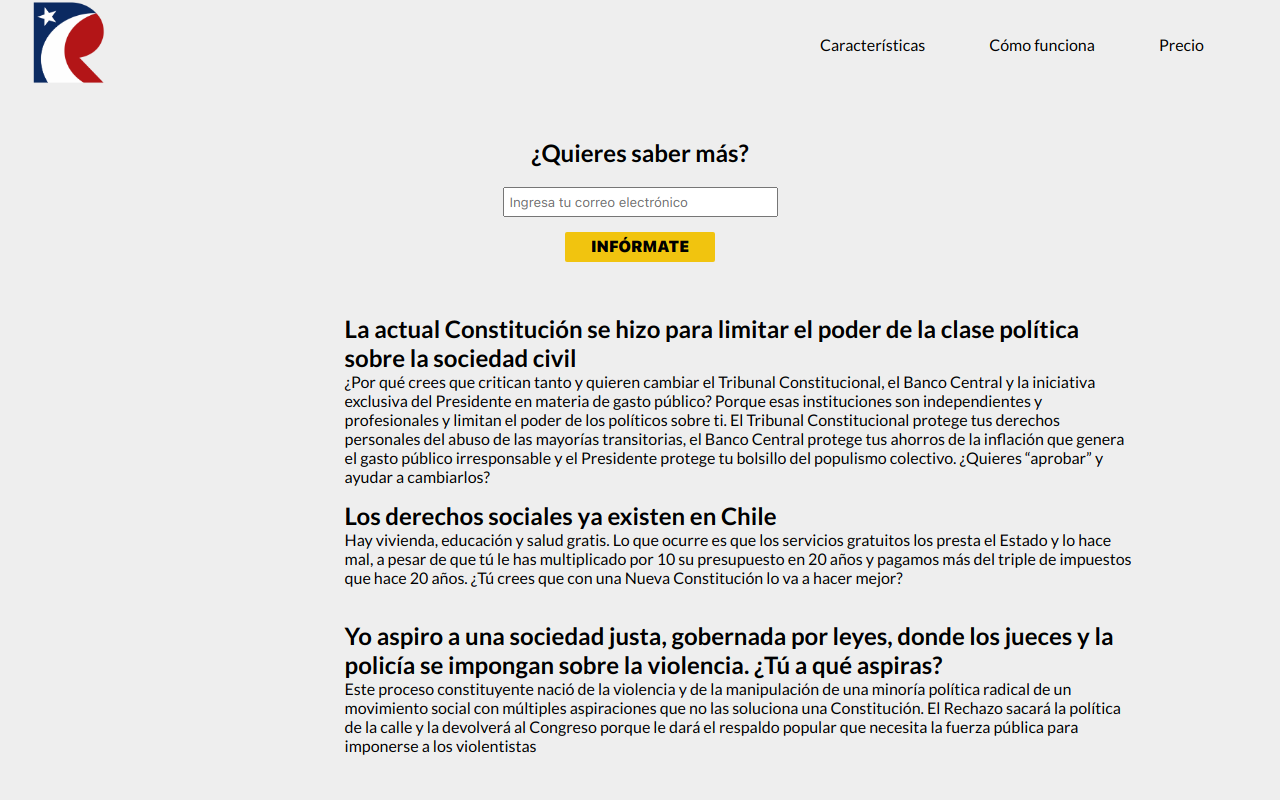 Características
Cómo funciona
Precio
¿Quieres saber más?
Ingresa tu correo electrónico
INFÓRMATE
La actual Constitución se hizo para limitar el poder de la clase política
sobre la sociedad civil
¿Por qué crees que critican tanto y quieren cambiar el Tribunal Constitucional, el Banco Central y la iniciativa
exclusiva del Presidente en materia de gasto público? Porque esas instituciones son independientes y
profesionales y limitan el poder de los políticos sobre ti. El Tribunal Constitucional protege tus derechos
personales del abuso de las mayorías transitorias, el Banco Central protege tus ahorros de la inflación que genera
el gasto público irresponsable y el Presidente protege tu bolsillo del populismo colectivo. ¿Quieres “aprobar” y
ayudar a cambiarlos?
Los derechos sociales ya existen en Chile
Hay vivienda, educación y salud gratis. Lo que ocurre es que los servicios gratuitos los presta el Estado y lo hace
mal, a pesar de que tú le has multiplicado por 10 su presupuesto en 20 años y pagamos más del triple de impuestos
que hace 20 años. ¿Tú crees que con una Nueva Constitución lo va a hacer mejor?
Yo aspiro a una sociedad justa, gobernada por leyes, donde los jueces y la
policía se impongan sobre la violencia. ¿Tú a qué aspiras?
Este proceso constituyente nació de la violencia y de la manipulación de una minoría política radical de un
movimiento social con múltiples aspiraciones que no las soluciona una Constitución. El Rechazo sacará la política
de la calle y la devolverá al Congreso porque le dará el respaldo popular que necesita la fuerza pública para
imponerse a los violentistas